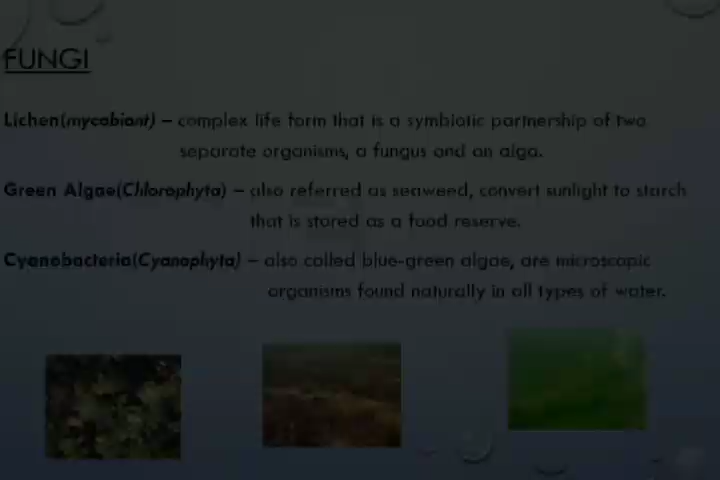 FUNGI
Lichen(mycobiont) – complex life form that is a symbiotic partnership of two
separate organisms, a fungus and an alga.
Green Algae(Chlorophyta) – also referred as seaweed, convert sunlight to starch
that is stored as a food reserve.
Cyanobacteria(Cyanophyta) – also called blue-green algae, are microscopic
organisms found naturally in all types of water.